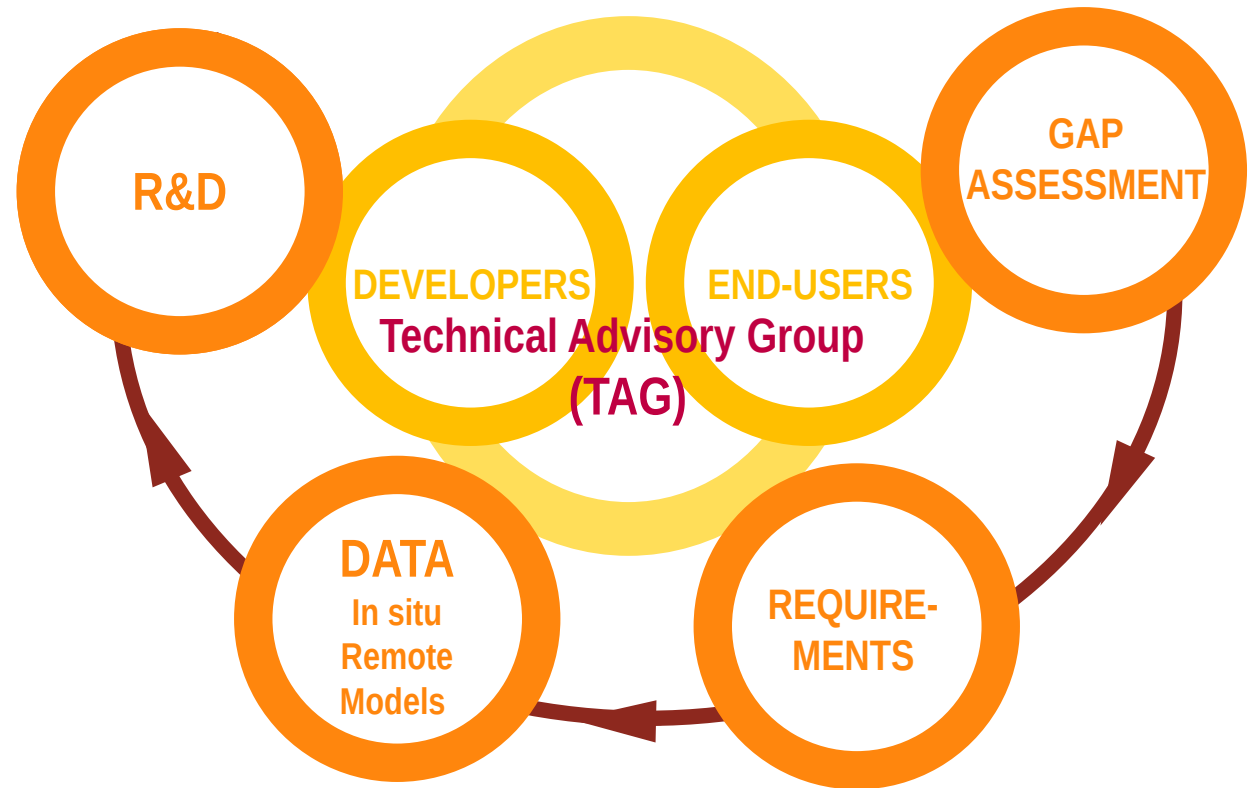 R&D
GAP
ASSESSMENT
DEVELOPERS
END-USERS
Technical Advisory Group
(TAG)
DATA
In situ
Remote
Models
REQUIRE-
MENTS